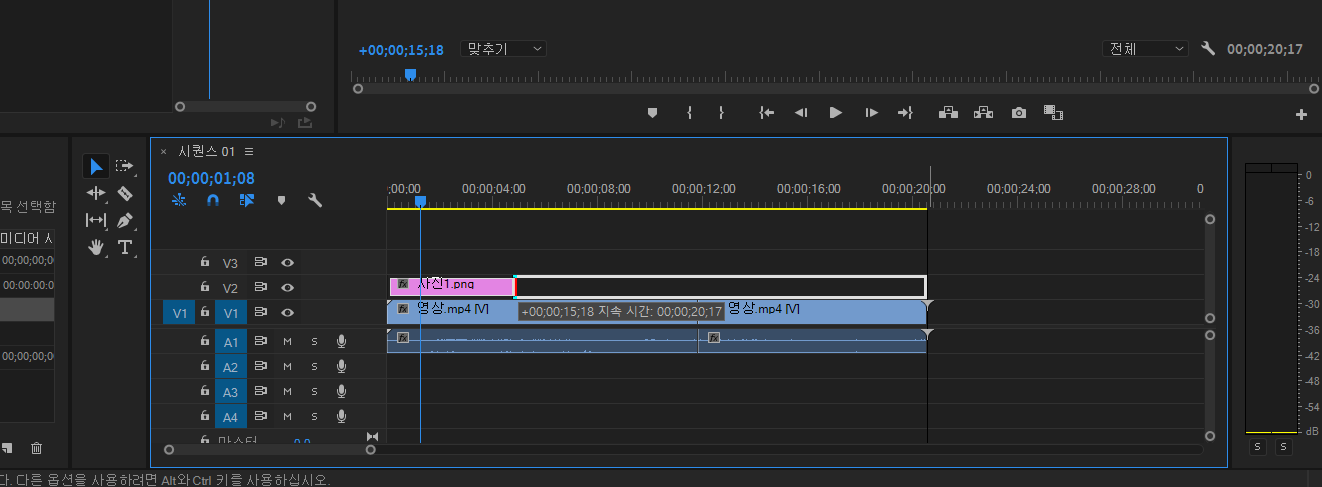 +00;00;15;18 맞추기 전체 00;00;20;17
시퀀스 01
00;00;01;08
;00;00 00;00;04;00 00;00;08;00 00;00;12;00 00;00;16;00 00;00;20;00 00;00;24;00 00;00;28;00 0
목 선택함
미디어 시
00;00;00;0
00:00:00:0
00;00;00;0
V3
V2 fx 사진1.png
V1 V1 fx 영상.mp4 [V] 영상.mp4 [V]
+00;00;15;18 지속 시간: 00;00;20;17
A1 M S fx fx
A2 M S
A3 M S
A4 M S
마스터 0.0
0
-6
-12
-18
-24
-30
-36
-42
-48
-54
dB
S S
다. 다른 옵션을 사용하려면 Alt와 Ctrl 키를 사용하십시오.